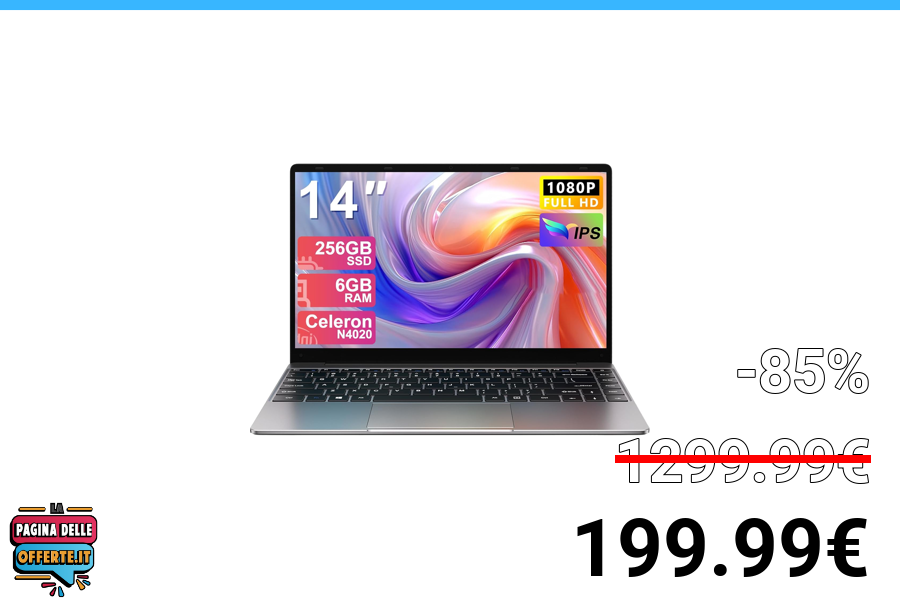 14″
1080P
FULL HD
IPS
256GB
SSD
6GB
RAM
Celeron
N4020
-85%
1299.99€
199.99€
LA
PAGINA DELLE
OFFERTE.IT